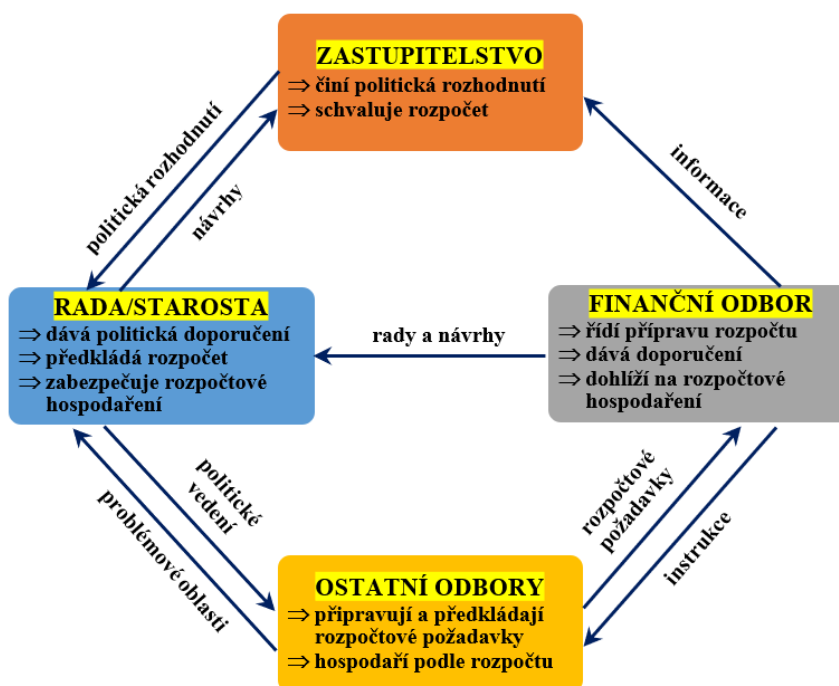 ZASTUPITELSTVO
⇒ činí politická rozhodnutí
⇒ schvaluje rozpočet
politická rozhodnutí
návrhy
informace
RADA/STAROSTA
⇒ dává politická doporučení
⇒ předkládá rozpočet
⇒ zabezpečuje rozpočtové
hospodaření
rady a návrhy
FINANČNÍ ODBOR
⇒ řídí přípravu rozpočtu
⇒ dává doporučení
⇒ dohlíží na rozpočtové
hospodaření
politické
vedení
problémové oblasti
rozpočtové
požadavky
instrukce
OSTATNÍ ODBORY
⇒ připravují a předkládají
rozpočtové požadavky
⇒ hospodaří podle rozpočtu